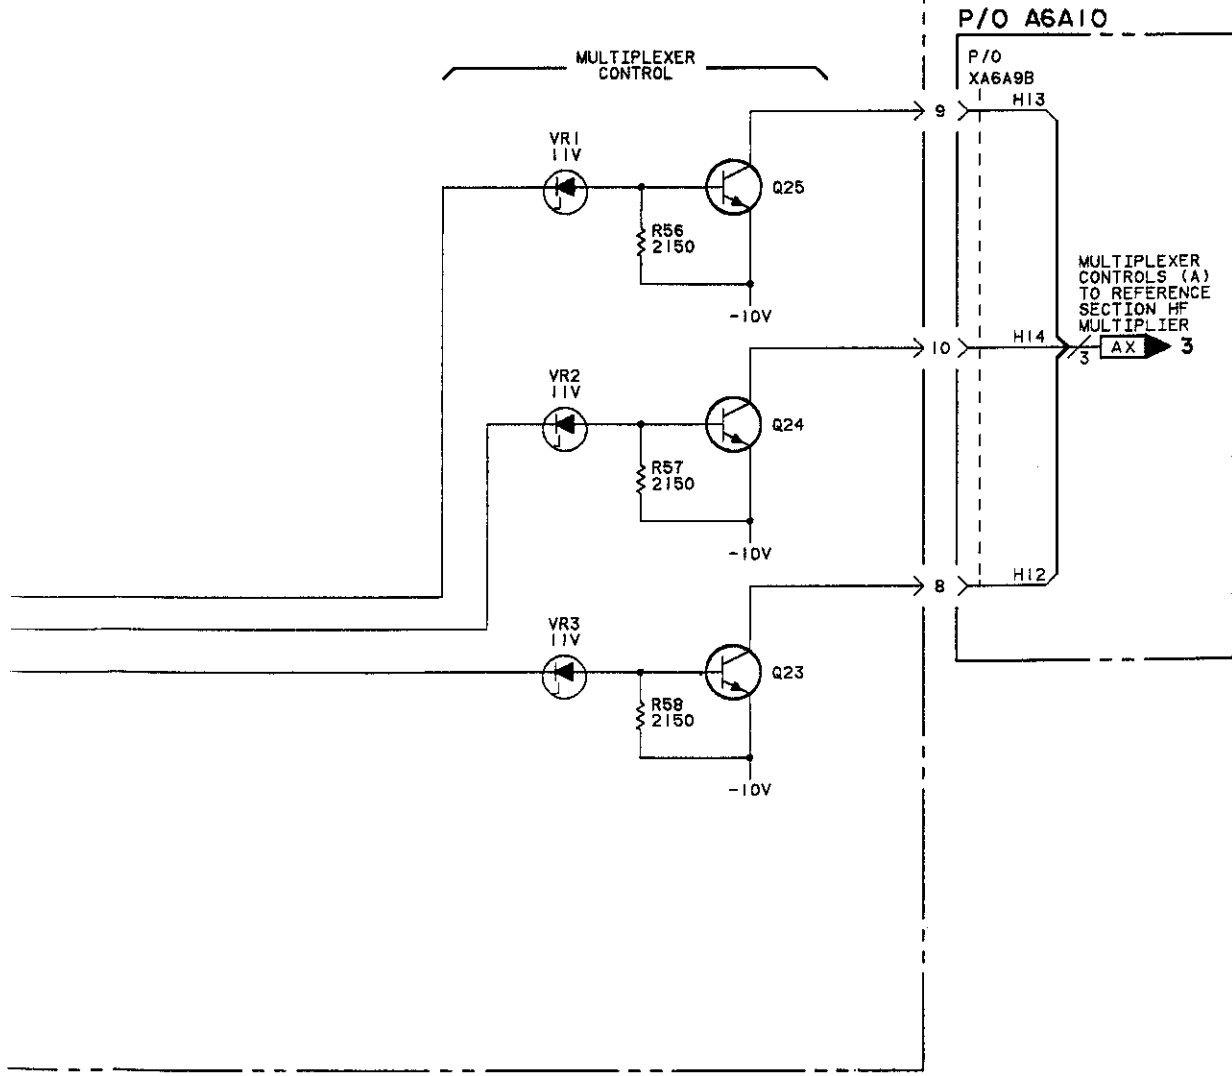 P/O A6A10
MULTIPLEXER
CONTROL
P/O
XA6A9B
9
H13
VR1
11V
Q25
R56
2150
-10V
MULTIPLEXER
CONTROLS (A)
TO REFERENCE
SECTION HF
MULTIPLIER
10
H14
3
AX
3
VR2
11V
Q24
R57
2150
-10V
8
H12
VR3
11V
Q23
R58
2150
-10V